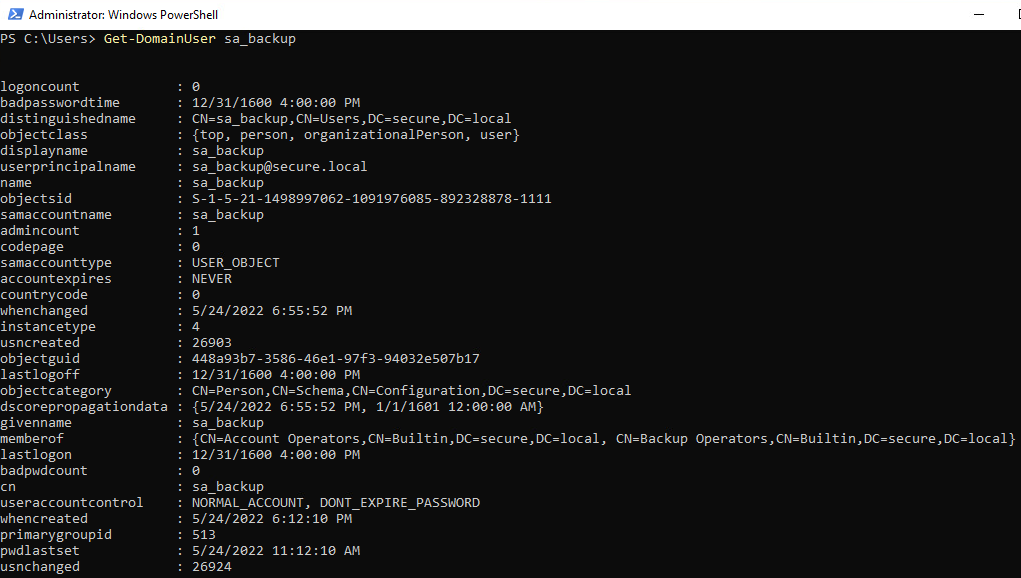 Administrator: Windows PowerShell
PS C:\Users> Get-DomainUser sa_backup
logoncount : 0
badpasswordtime : 12/31/1600 4:00:00 PM
distinguishedname : CN=sa_backup,CN=Users,DC=secure,DC=local
objectclass : {top, person, organizationalPerson, user}
displayname : sa_backup
userprincipalname : sa_backup@secure.local
name : sa_backup
objectsid : S-1-5-21-1498997062-1091976085-892328878-1111
samaccountname : sa_backup
admincount : 1
codepage : 0
samaccounttype : USER_OBJECT
accountexpires : NEVER
countrycode : 0
whenchanged : 5/24/2022 6:55:52 PM
instancetype : 4
usncreated : 26903
objectguid : 448a93b7-3586-46e1-97f3-94032e507b17
lastlogoff : 12/31/1600 4:00:00 PM
objectcategory : CN=Person,CN=Schema,CN=Configuration,DC=secure,DC=local
dscorepropagationdata : {5/24/2022 6:55:52 PM, 1/1/1601 12:00:00 AM}
givenname : sa_backup
memberof : {CN=Account Operators,CN=Builtin,DC=secure,DC=local, CN=Backup Operators,CN=Builtin,DC=secure,DC=local}
lastlogon : 12/31/1600 4:00:00 PM
badpwdcount : 0
cn : sa_backup
useraccountcontrol : NORMAL_ACCOUNT, DONT_EXPIRE_PASSWORD
whencreated : 5/24/2022 6:12:10 PM
primarygroupid : 513
pwdlastset : 5/24/2022 11:12:10 AM
usnchanged : 26924